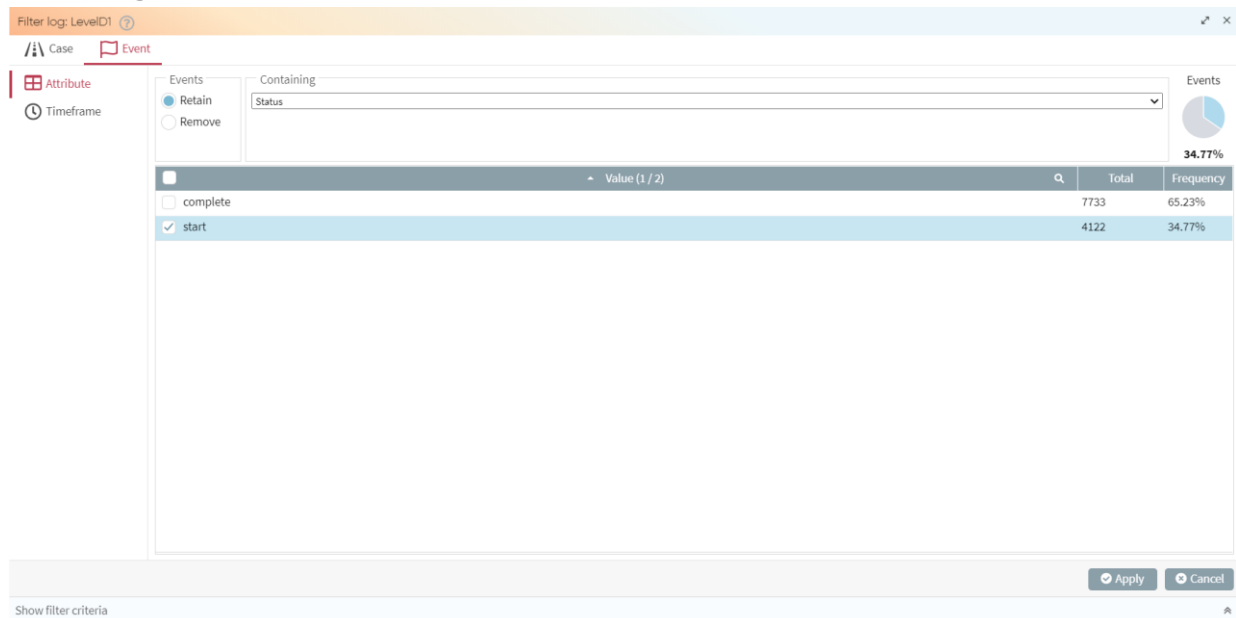 Filter log: LevelD1 ?
Case Event
Attribute
Timeframe
Events
Retain
Remove
Containing
Status
Events
34.77%
Value (1 / 2) Total Frequency
complete 7733 65.23%
start 4122 34.77%
Apply Cancel
Show filter criteria